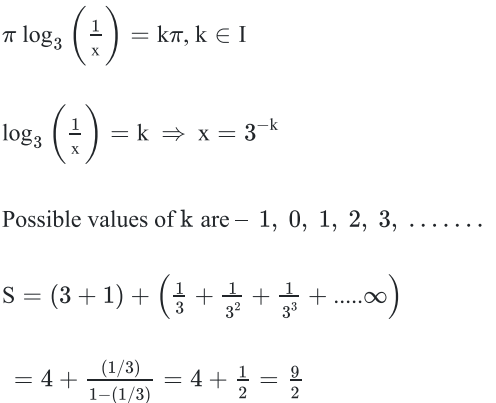 π log₃ (1/x) = kπ, k ∈ I
log₃ (1/x) = k ⇒ x = 3⁻ᵏ
Possible values of k are – 1, 0, 1, 2, 3, .......
S = (3 + 1) + (1/3 + 1/3² + 1/3³ + .....∞)
= 4 + (1/3)/(1−(1/3)) = 4 + 1/2 = 9/2